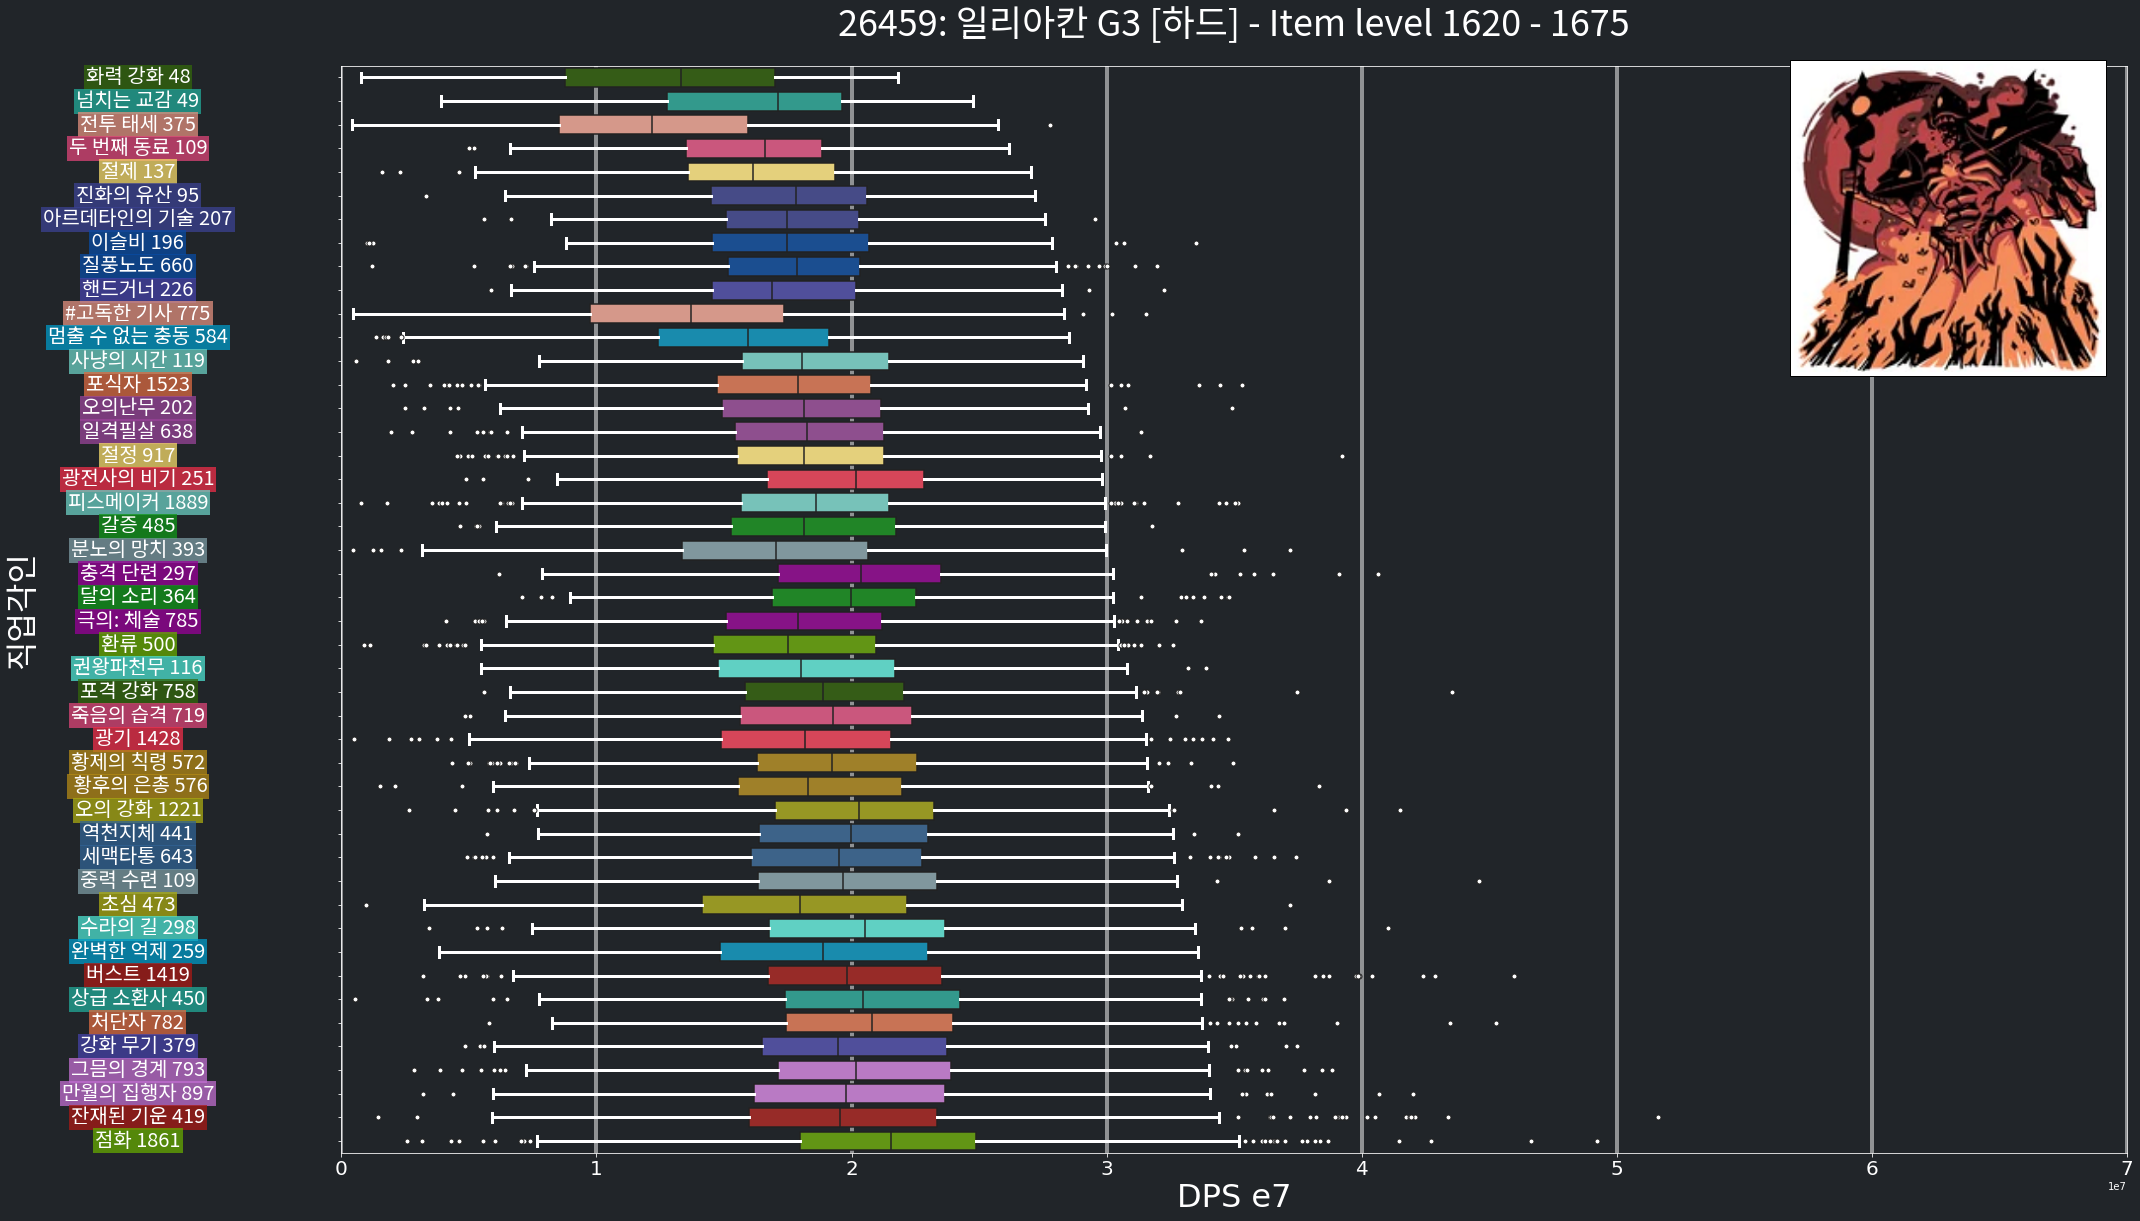 26459: 일리아칸 G3 [하드] - Item level 1620 - 1675
직업각인
화력 강화 48
넘치는 교감 49
전투 태세 375
두 번째 동료 109
절제 137
진화의 유산 95
아르데타인의 기술 207
이슬비 196
질풍노도 660
핸드거너 226
#고독한 기사 775
멈출 수 없는 충동 584
사냥의 시간 119
포식자 1523
오의난무 202
일격필살 638
절정 917
광전사의 비기 251
피스메이커 1889
갈증 485
분노의 망치 393
충격 단련 297
달의 소리 364
극의: 체술 785
환류 500
권왕파천무 116
포격 강화 758
죽음의 습격 719
광기 1428
황제의 칙령 572
황후의 은총 576
오의 강화 1221
역천지체 441
세맥타통 643
중력 수련 109
초심 473
수라의 길 298
완벽한 억제 259
버스트 1419
상급 소환사 450
처단자 782
강화 무기 379
그믐의 경계 793
만월의 집행자 897
잔재된 기운 419
점화 1861
0 1 2 3 4 5 6 7
DPS e7
1e7